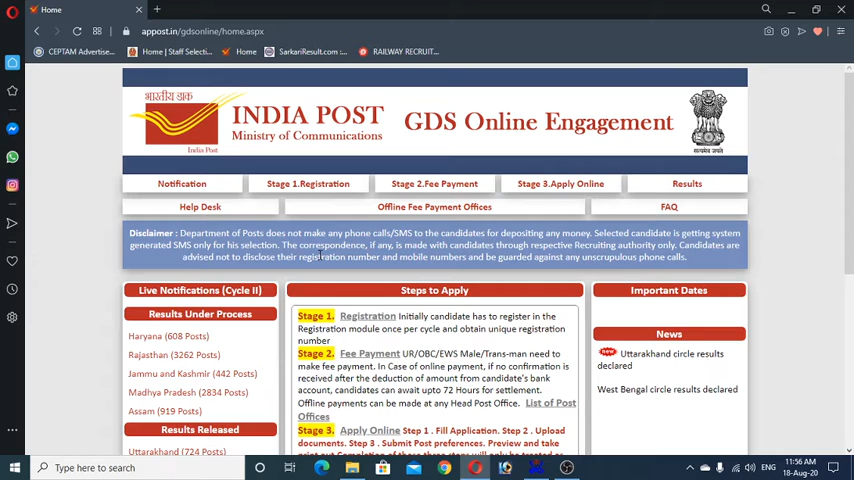 Home
appost.in/gdsonline/home.aspx
CEPTAM Advertise...
Home | Staff Selecti...
Home
SarkariResult.com :...
RAILWAY RECRUIT...
भारतीय डाक
India Post
INDIA POST
Ministry of Communications
GDS Online Engagement
Notification
Stage 1.Registration
Stage 2.Fee Payment
Stage 3.Apply Online
Results
Help Desk
Offline Fee Payment Offices
FAQ
Disclaimer : Department of Posts does not make any phone calls/SMS to the candidates for depositing any money. Selected candidate is getting system
generated SMS only for his selection. The correspondence, if any, is made with candidates through respective Recruiting authority only. Candidates are
advised not to disclose their registration number and mobile numbers and be guarded against any unscrupulous phone calls.
Live Notifications (Cycle II)
Results Under Process
Haryana (608 Posts)
Rajasthan (3262 Posts)
Jammu and Kashmir (442 Posts)
Madhya Pradesh (2834 Posts)
Assam (919 Posts)
Results Released
Uttarakhand (724 Posts)
Steps to Apply
Stage 1. Registration Initially candidate has to register in the
Registration module once per cycle and obtain unique registration
number
Stage 2. Fee Payment UR/OBC/EWS Male/Trans-man need to
make fee payment. In Case of online payment, if no confirmation is
received after the deduction of amount from candidate's bank
account, candidates can await upto 72 Hours for settlement.
Offline payments can be made at any Head Post Office. List of Post
Offices
Stage 3. Apply Online Step 1 . Fill Application. Step 2 . Upload
documents. Step 3 . Submit Post preferences. Preview and take
print out Completion of these three steps will only be treated as
Important Dates
News
new Uttarakhand circle results
declared
West Bengal circle results declared
Type here to search
ENG
11:56 AM
18-Aug-20